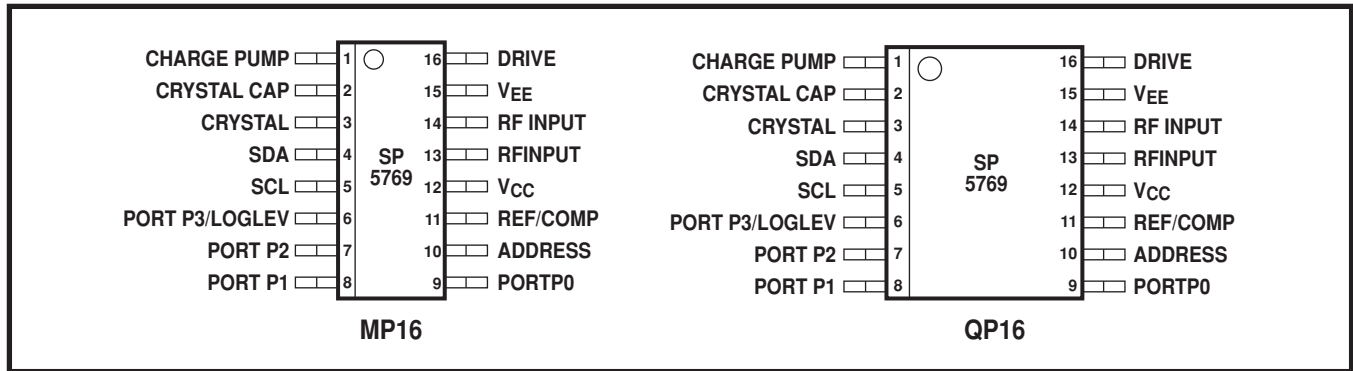 CHARGE PUMP 1 16 DRIVE
CRYSTAL CAP 2 15 VEE
CRYSTAL 3 14 RF INPUT
SDA 4 SP 13 RFINPUT
5769
SCL 5 12 VCC
PORT P3/LOGLEV 6 11 REF/COMP
PORT P2 7 10 ADDRESS
PORT P1 8 9 PORTP0
MP16
CHARGE PUMP 1 16 DRIVE
CRYSTAL CAP 2 15 VEE
CRYSTAL 3 14 RF INPUT
SDA 4 SP 13 RFINPUT
5769
SCL 5 12 VCC
PORT P3/LOGLEV 6 11 REF/COMP
PORT P2 7 10 ADDRESS
PORT P1 8 9 PORTP0
QP16